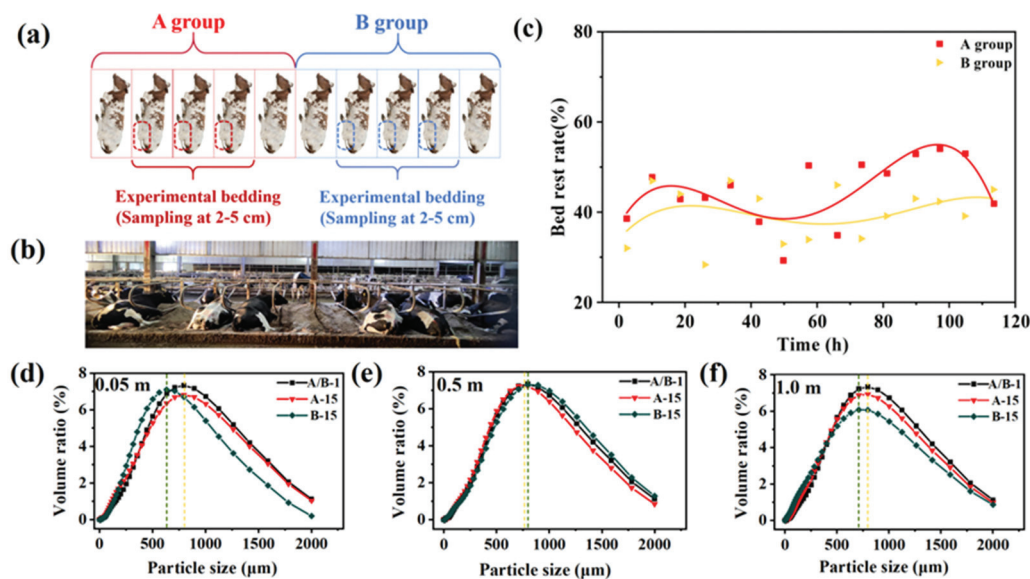 (a)
A group
B group
Experimental bedding
(Sampling at 2-5 cm)
Experimental bedding
(Sampling at 2-5 cm)
(b)
(c)
80
60
40
20
Bed rest rate(%)
A group
B group
0 20 40 60 80 100 120
Time (h)
(d)
0.05 m
A/B-1
A-15
B-15
8
6
4
2
0
Volume ratio (%)
0 500 1000 1500 2000
Particle size (μm)
(e)
0.5 m
A/B-1
A-15
B-15
8
6
4
2
0
Volume ratio (%)
0 500 1000 1500 2000
Particle size (μm)
(f)
1.0 m
A/B-1
A-15
B-15
8
6
4
2
0
Volume ratio (%)
0 500 1000 1500 2000
Particle size (μm)